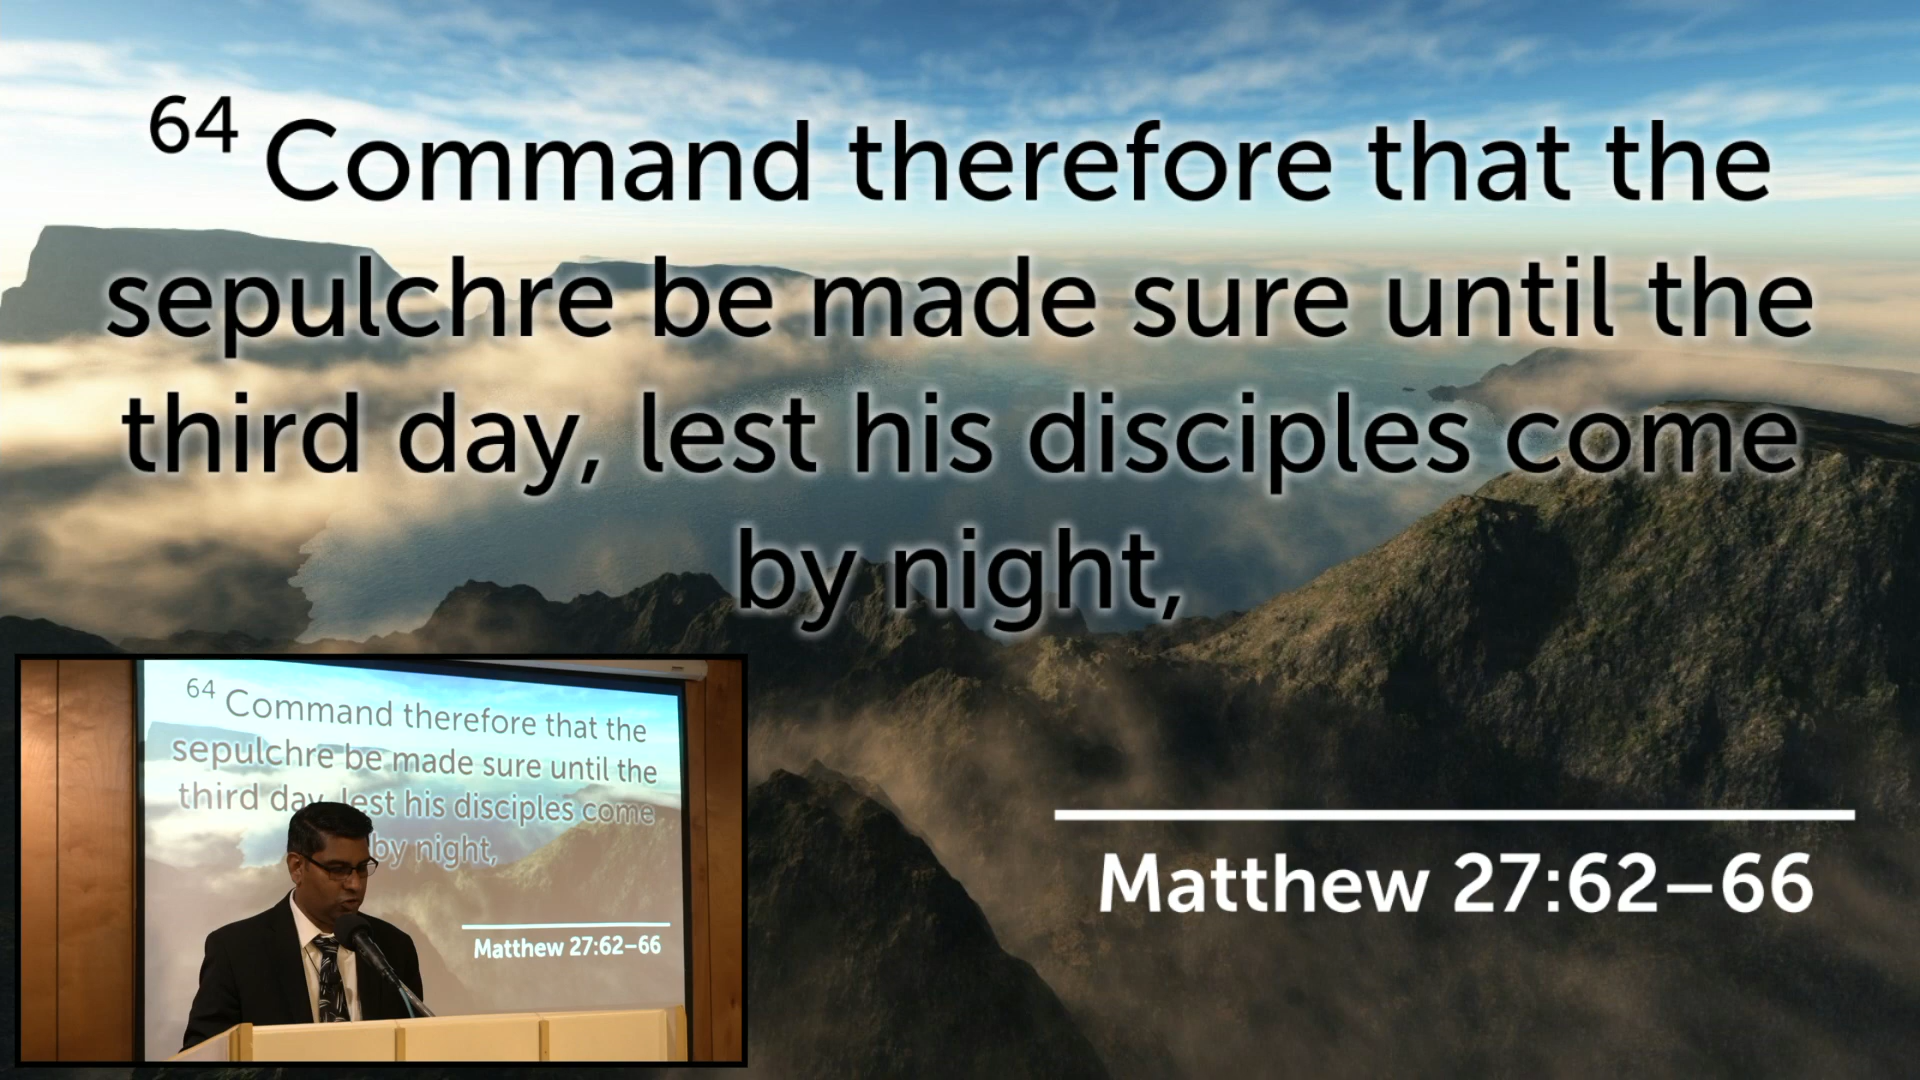 64 Command therefore that the
sepulchre be made sure until the
third day, lest his disciples come
by night,
Matthew 27:62–66
64 Command therefore that the
sepulchre be made sure until the
third day, lest his disciples come
by night,
Matthew 27:62–66